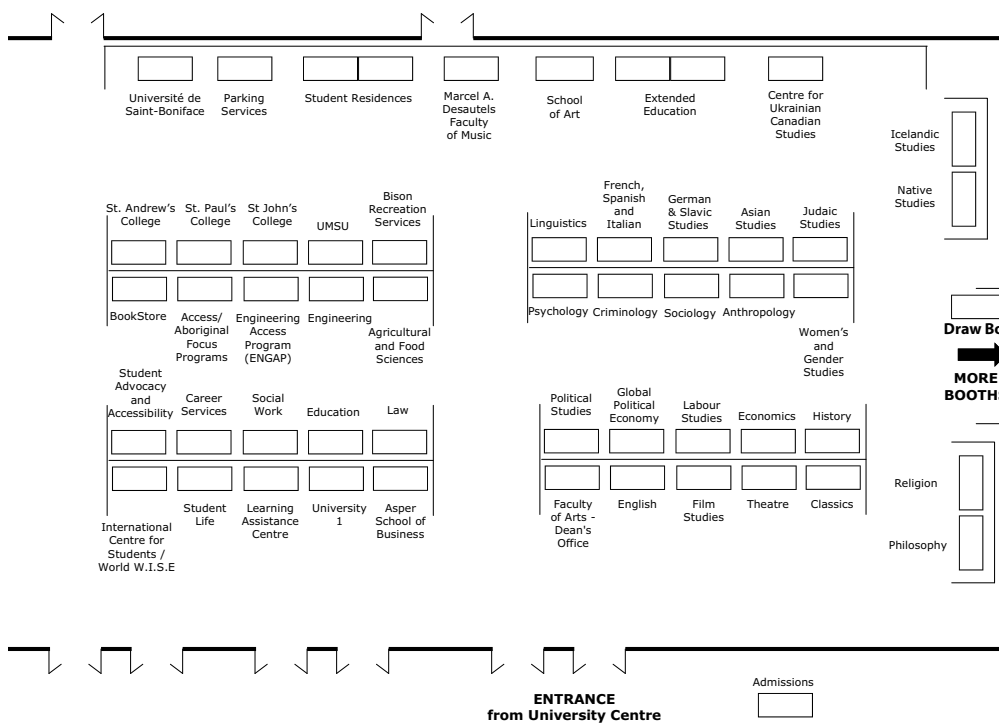 Université de
Saint-Boniface
Parking
Services
Student Residences
Marcel A.
Desautels
Faculty
of Music
School
of Art
Extended
Education
Centre for
Ukrainian
Canadian
Studies
Icelandic
Studies
Native
Studies
St. Andrew's
College
St. Paul's
College
St John's
College
UMSU
Bison
Recreation
Services
Linguistics
French,
Spanish
and
Italian
German
& Slavic
Studies
Asian
Studies
Judaic
Studies
BookStore
Access/
Aboriginal
Focus
Programs
Engineering
Access
Program
(ENGAP)
Engineering
Agricultural
and Food
Sciences
Psychology
Criminology
Sociology
Anthropology
Women's
and
Gender
Studies
Draw Bo
MORE
BOOTHS
Student
Advocacy
and
Accessibility
Career
Services
Social
Work
Education
Law
Political
Studies
Global
Political
Economy
Labour
Studies
Economics
History
International
Centre for
Students /
World W.I.S.E
Student
Life
Learning
Assistance
Centre
University
1
Asper
School of
Business
Faculty
of Arts -
Dean's
Office
English
Film
Studies
Theatre
Classics
Religion
Philosophy
ENTRANCE
from University Centre
Admissions